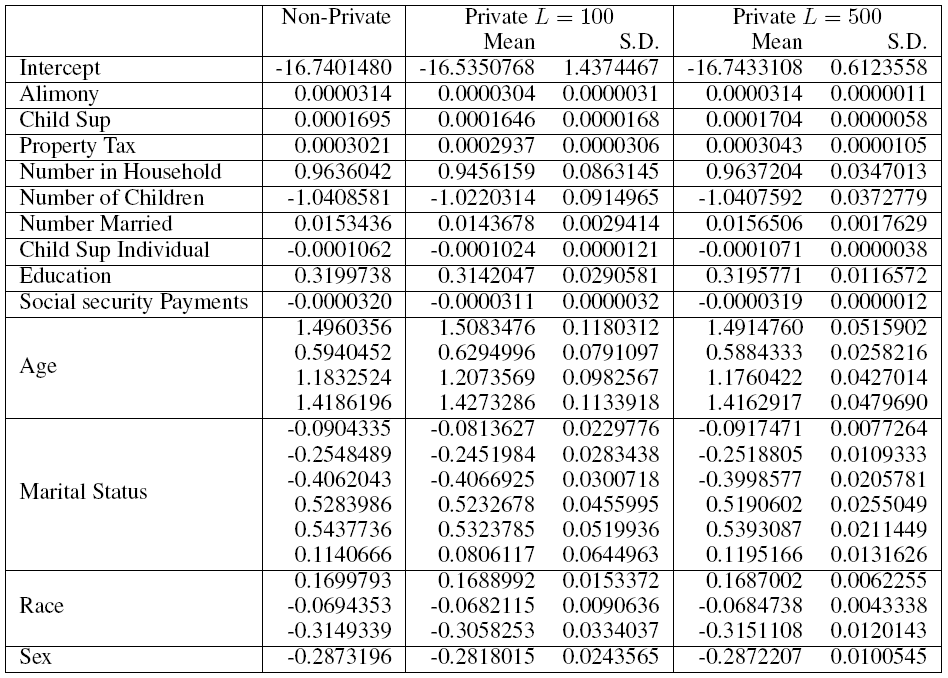 Non-Private Private L = 100 Private L = 500
Mean S.D. Mean S.D.
Intercept -16.7401480 -16.5350768 1.4374467 -16.7433108 0.6123558
Alimony 0.0000314 0.0000304 0.0000031 0.0000314 0.0000011
Child Sup 0.0001695 0.0001646 0.0000168 0.0001704 0.0000058
Property Tax 0.0003021 0.0002937 0.0000306 0.0003043 0.0000105
Number in Household 0.9636042 0.9456159 0.0863145 0.9637204 0.0347013
Number of Children -1.0408581 -1.0220314 0.0914965 -1.0407592 0.0372779
Number Married 0.0153436 0.0143678 0.0029414 0.0156506 0.0017629
Child Sup Individual -0.0001062 -0.0001024 0.0000121 -0.0001071 0.0000038
Education 0.3199738 0.3142047 0.0290581 0.3195771 0.0116572
Social security Payments -0.0000320 -0.0000311 0.0000032 -0.0000319 0.0000012
Age
1.4960356 1.5083476 0.1180312 1.4914760 0.0515902
0.5940452 0.6294996 0.0791097 0.5884333 0.0258216
1.1832524 1.2073569 0.0982567 1.1760422 0.0427014
1.4186196 1.4273286 0.1133918 1.4162917 0.0479690
Marital Status
-0.0904335 -0.0813627 0.0229776 -0.0917471 0.0077264
-0.2548489 -0.2451984 0.0283438 -0.2518805 0.0109333
-0.4062043 -0.4066925 0.0300718 -0.3998577 0.0205781
0.5283986 0.5232678 0.0455995 0.5190602 0.0255049
0.5437736 0.5323785 0.0519936 0.5393087 0.0211449
0.1140666 0.0806117 0.0644963 0.1195166 0.0131626
Race
0.1699793 0.1688992 0.0153372 0.1687002 0.0062255
-0.0694353 -0.0682115 0.0090636 -0.0684738 0.0043338
-0.3149339 -0.3058253 0.0334037 -0.3151108 0.0120143
Sex -0.2873196 -0.2818015 0.0243565 -0.2872207 0.0100545